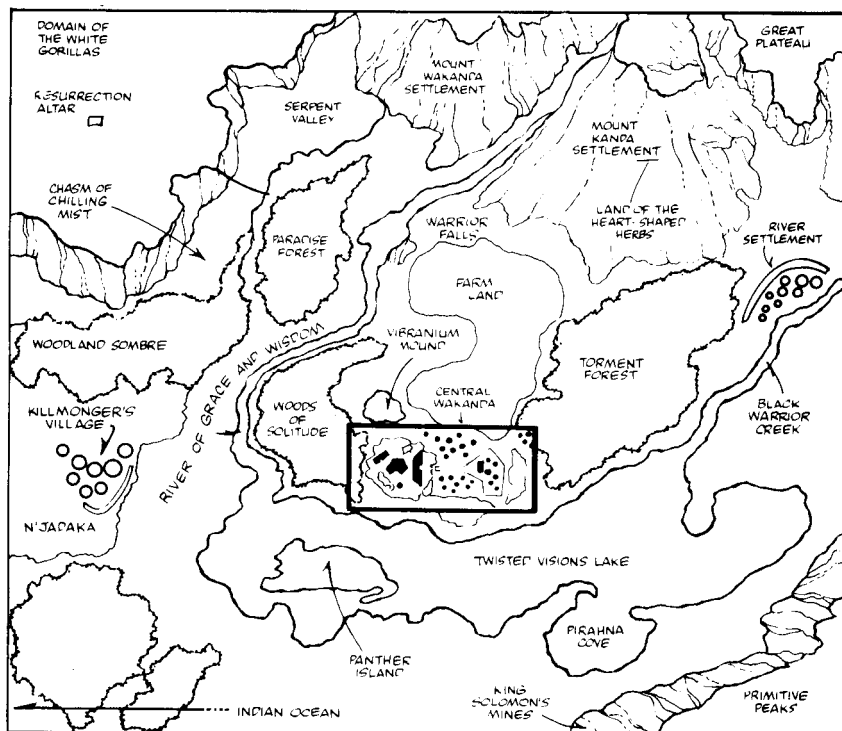 DOMAIN OF
THE WHITE
GORILLAS
RESURRECTION
ALTAR
SERPENT
VALLEY
MOUNT
WAKANDA
SETTLEMENT
GREAT
PLATEAU
MOUNT
KANDA
SETTLEMENT
LAND OF THE
HEART-SHAPED
HERBS
CHASM OF
CHILLING
MIST
PARADISE
FOREST
WARRIOR
FALLS
RIVER
SETTLEMENT
FARM
LAND
WOODLAND SOMBRE
RIVER OF GRACE AND WISDOM
VIBRANIUM
MOUND
TORMENT
FOREST
CENTRAL
WAKANDA
KILLMONGER'S
VILLAGE
WOODS
OF
SOLITUDE
BLACK
WARRIOR
CREEK
N'JADAKA
TWISTED VISIONS LAKE
PANTHER
ISLAND
PIRAHNA
COVE
KING
SOLOMON'S
MINES
PRIMITIVE
PEAKS
INDIAN OCEAN